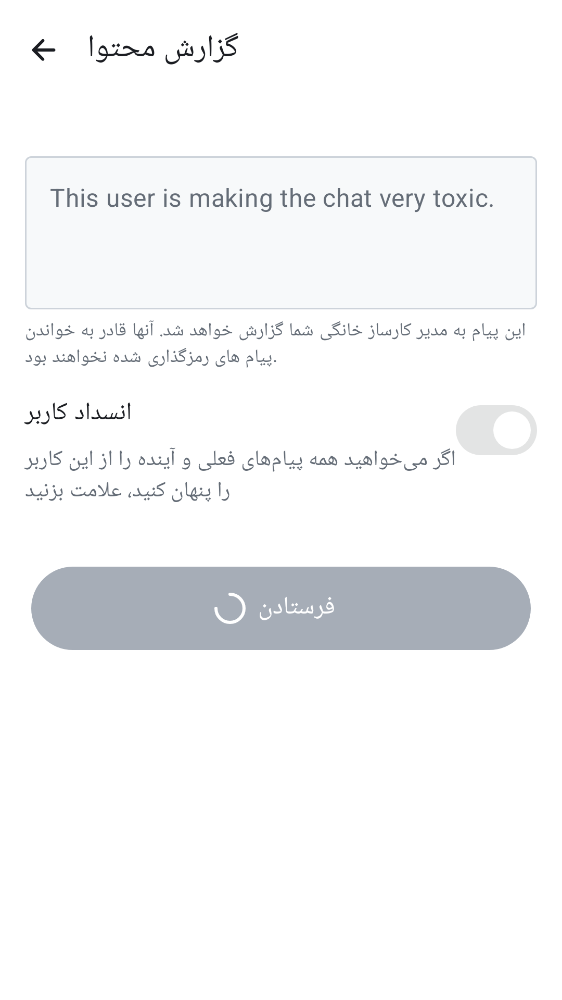 گزارش محتوا
This user is making the chat very toxic.
این پیام به مدیر کارساز خانگی شما گزارش خواهد شد. آنها قادر به خواندن
پیام های رمزگذاری شده نخواهند بود.
انسداد کاربر
اگر می‌خواهید همه پیام‌های فعلی و آینده را از این کاربر
را پنهان کنید، علامت بزنید
فرستادن